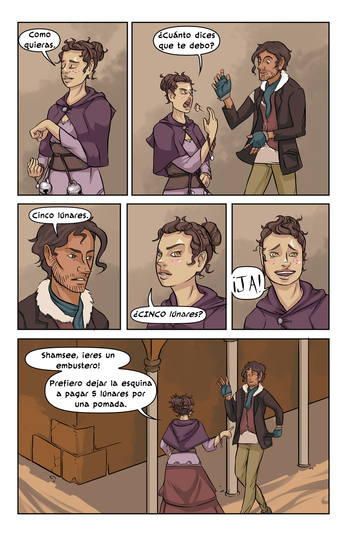 Como
quieras.
¿Cuánto dices
que te debo?
Cinco lúnares.
¿CINCO lúnares?
¡JA!
Shamsee, ¡eres un
embustero!
Prefiero dejar la esquina
a pagar 5 lúnares por
una pomada.